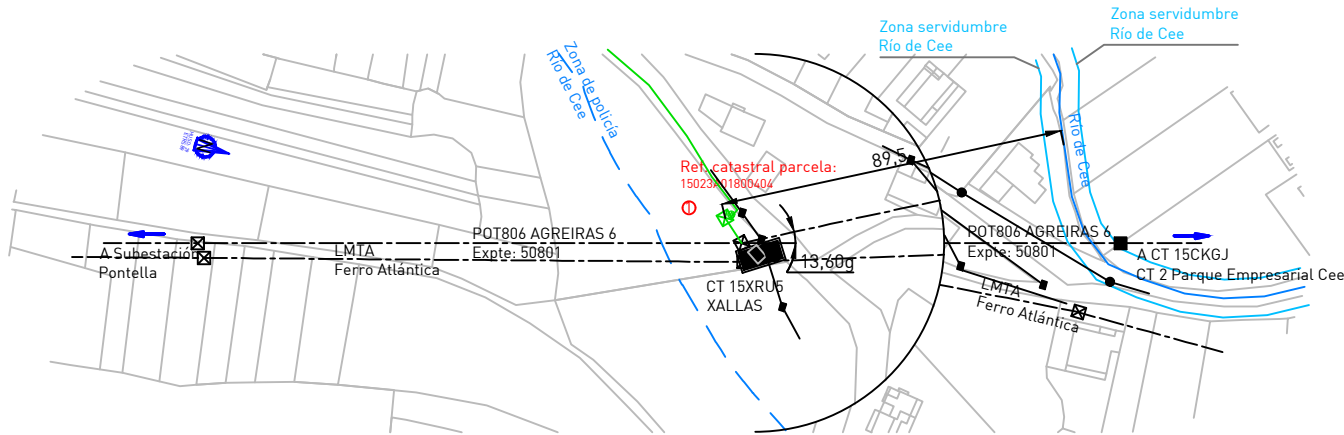 Zona servidumbre
Río de Cee
Zona servidumbre
Río de Cee
Zona de policía
Río de Cee
Río de Cee
N
Ref. catastral parcela:
15023A01800404
1
89,5
POT806 AGREIRAS 6
Expte: 50801
A Subestación
Pontella
LMTA
Ferro Atlántica
13,60g
CT 15XRU5
XALLAS
POT806 AGREIRAS 6
Expte: 50801
A CT 15CKGJ
CT 2 Parque Empresarial Cee
LMTA
Ferro Atlántica